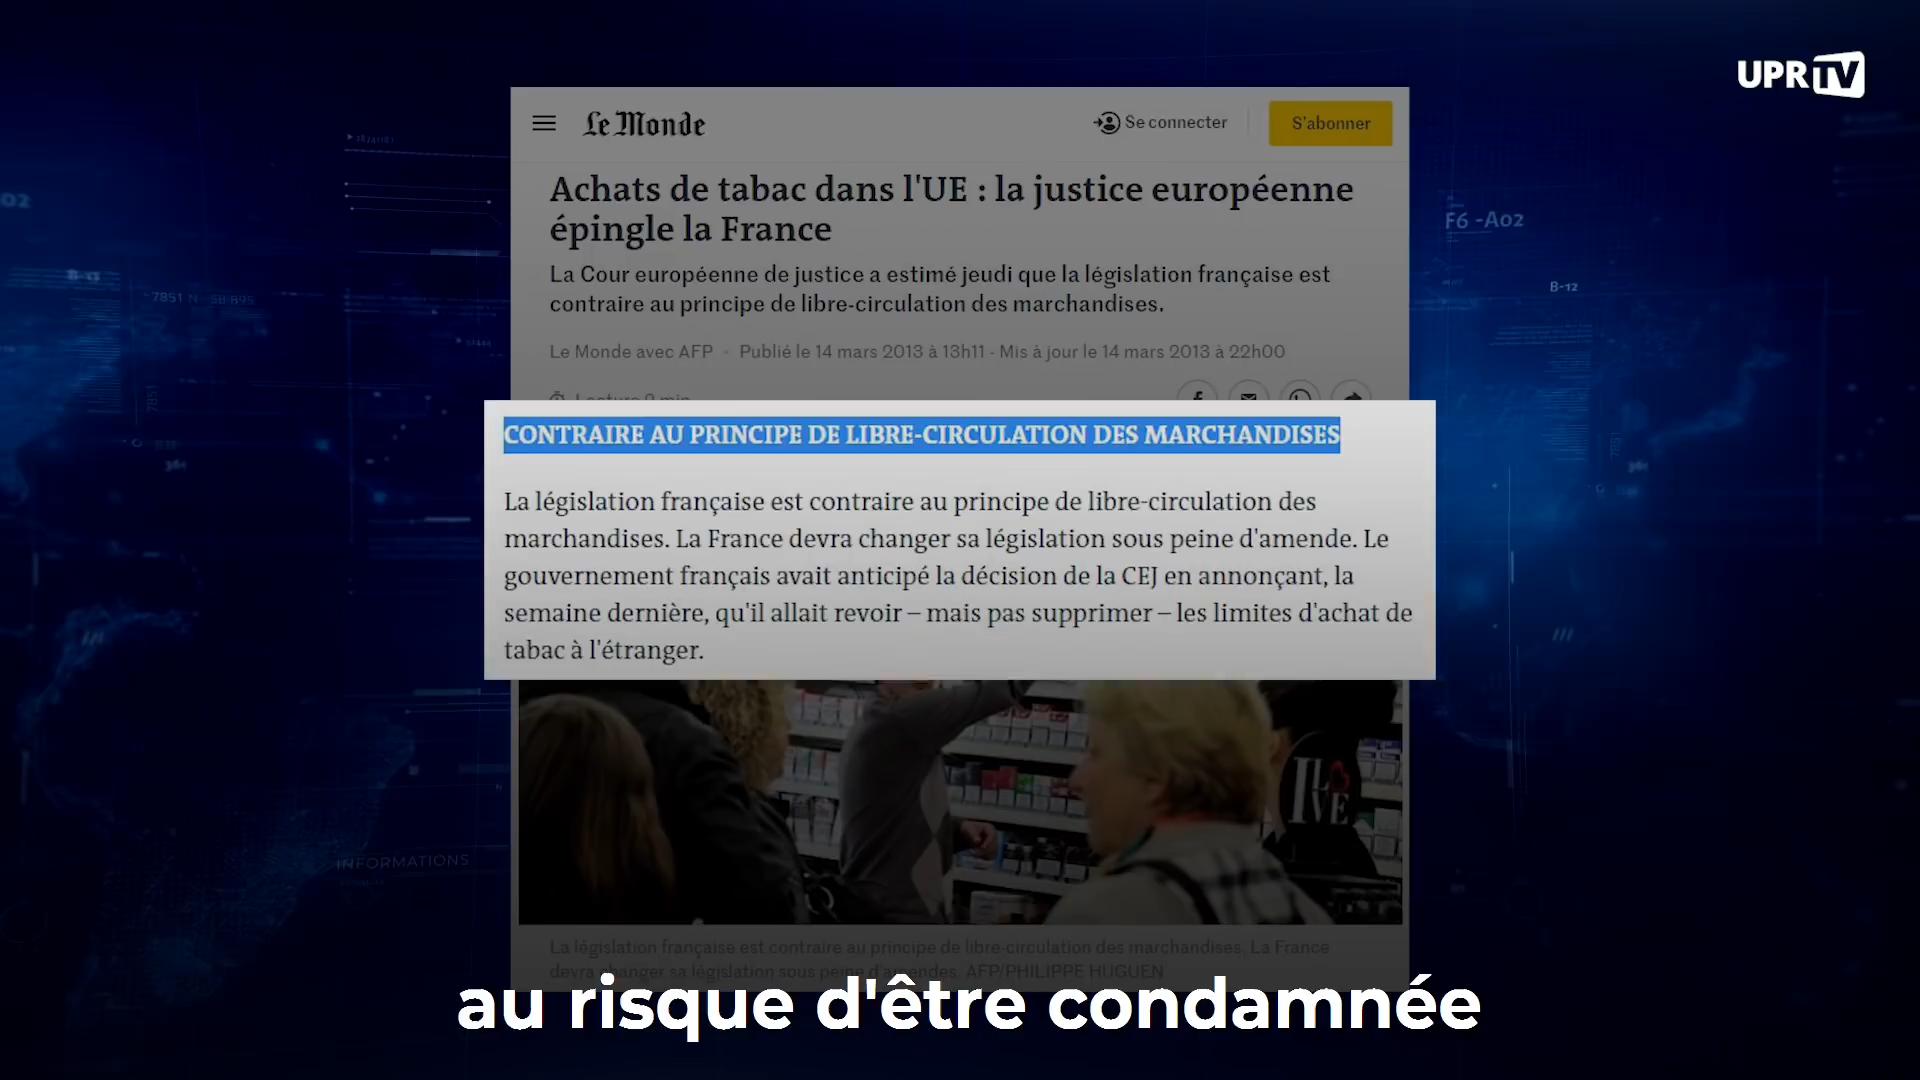 UPR TV
Le Monde
Se connecter
S'abonner
Achats de tabac dans l'UE : la justice européenne
épingle la France
La Cour européenne de justice a estimé jeudi que la législation française est
contraire au principe de libre-circulation des marchandises.
Le Monde avec AFP
Publié le 14 mars 2013 à 13h11 - Mis à jour le 14 mars 2013 à 22h00
CONTRAIRE AU PRINCIPE DE LIBRE-CIRCULATION DES MARCHANDISES
La législation française est contraire au principe de libre-circulation des
marchandises. La France devra changer sa législation sous peine d'amende. Le
gouvernement français avait anticipé la décision de la CEJ en annonçant, la
semaine dernière, qu'il allait revoir – mais pas supprimer – les limites d'achat de
tabac à l'étranger.
La législation française est contraire au principe de libre-circulation des marchandises. La France
devra changer sa législation sous peine d'amendes. AFP/PHILIPPE HUGUEN
au risque d'être condamnée
F6 -A02
B-12
INFORMATIONS